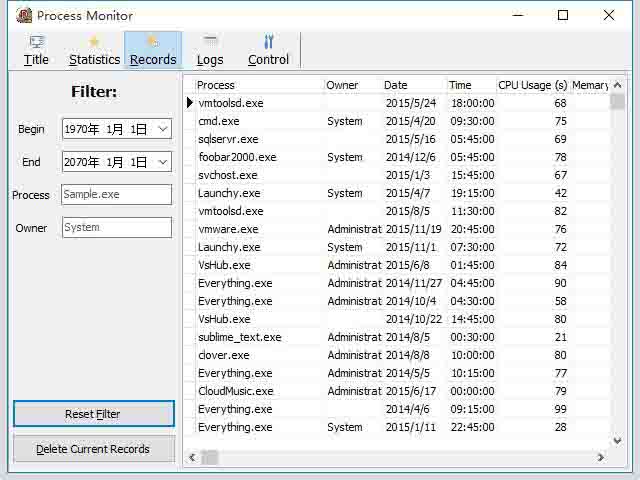 Process Monitor
Title Statistics Records Logs Control
Filter:
Begin 1970年 1月 1日
End 2070年 1月 1日
Process Sample.exe
Owner System
Reset Filter
Delete Current Records
Process Owner Date Time CPU Usage (s) Memory
vmtoolsd.exe 2015/5/24 18:00:00 68
cmd.exe System 2015/4/20 09:30:00 75
sqlservr.exe 2015/5/16 05:45:00 69
foobar2000.exe System 2014/12/6 05:45:00 78
svchost.exe 2015/1/3 15:45:00 67
Launchy.exe System 2015/4/7 19:15:00 42
vmtoolsd.exe 2015/8/5 11:30:00 82
vmware.exe Administrat 2015/11/19 20:45:00 76
Launchy.exe System 2015/11/1 07:30:00 72
VsHub.exe Administrat 2015/6/8 01:45:00 84
Everything.exe Administrat 2014/11/27 04:45:00 90
Everything.exe Administrat 2014/10/4 04:30:00 58
VsHub.exe 2014/10/22 14:45:00 80
sublime_text.exe Administrat 2014/8/5 00:30:00 21
clover.exe Administrat 2014/8/8 10:00:00 80
Everything.exe Administrat 2014/5/5 10:15:00 77
CloudMusic.exe Administrat 2015/6/17 00:00:00 79
Everything.exe 2014/4/6 09:15:00 99
Everything.exe System 2015/1/11 22:45:00 28